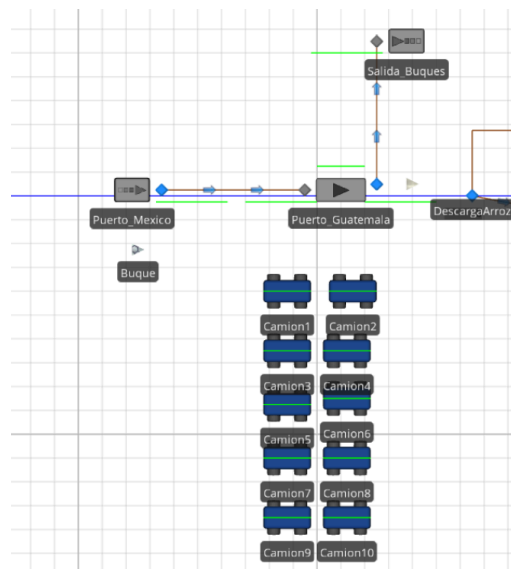 Salida_Buques
Puerto_Mexico
Puerto_Guatemala
DescargaArroz
Buque
Camion1
Camion2
Camion3
Camion4
Camion5
Camion6
Camion7
Camion8
Camion9
Camion10